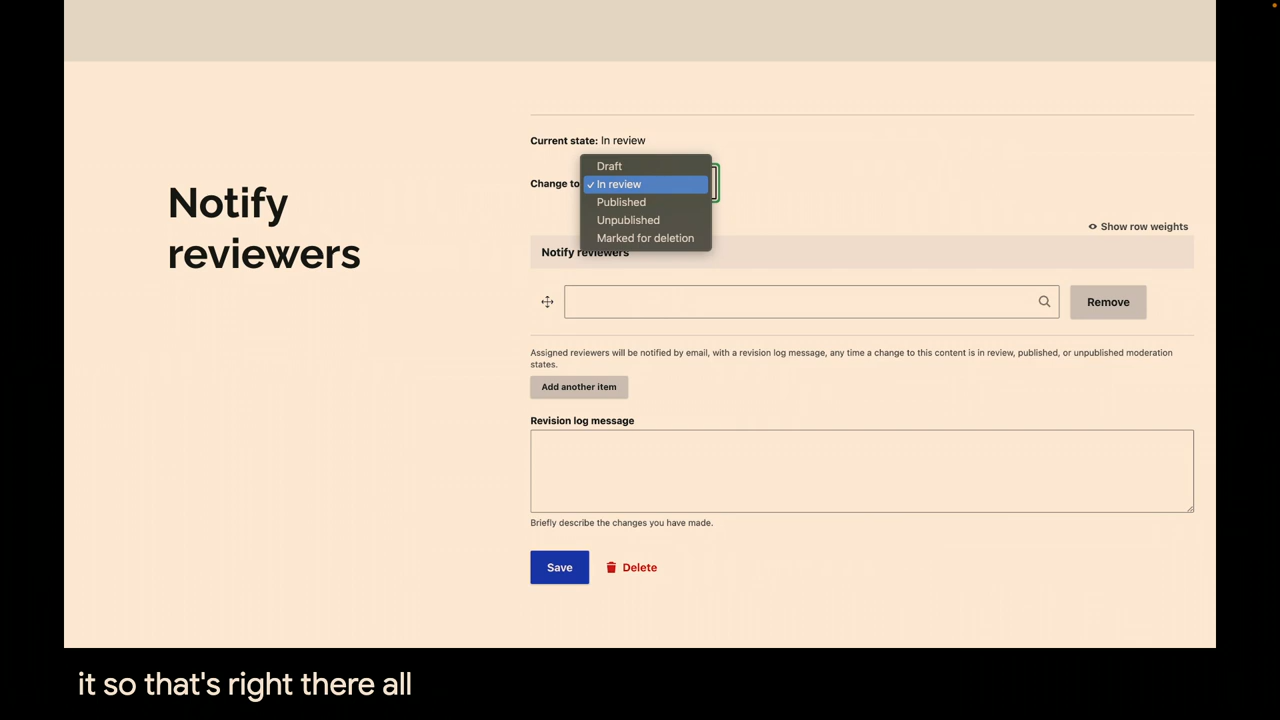 Notify
reviewers
Current state: In review
Change to
Draft
✓ In review
Published
Unpublished
Marked for deletion
Show row weights
Notify reviewers
Remove
Assigned reviewers will be notified by email, with a revision log message, any time a change to this content is in review, published, or unpublished moderation
states.
Add another item
Revision log message
Briefly describe the changes you have made.
Save
Delete
it so that's right there all